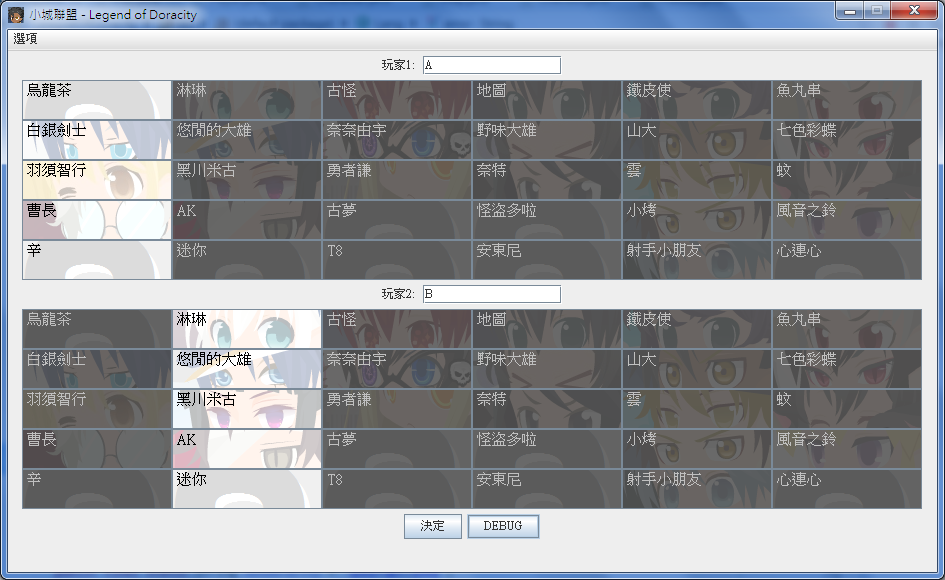 小城聯盟 - Legend of Doracity
選項
玩家1: A
烏龍茶 淋琳 古怪 地圖 鐵皮使 魚丸串
白銀劍士 悠閒的大雄 奈奈由宇 野味大雄 山大 七色彩蝶
羽須智行 黑川米古 勇者謙 奈特 雲 蚊
曹長 AK 古夢 怪盜多啦 小烤 風音之鈴
辛 迷你 T8 安東尼 射手小朋友 心連心
玩家2: B
烏龍茶 淋琳 古怪 地圖 鐵皮使 魚丸串
白銀劍士 悠閒的大雄 奈奈由宇 野味大雄 山大 七色彩蝶
羽須智行 黑川米古 勇者謙 奈特 雲 蚊
曹長 AK 古夢 怪盜多啦 小烤 風音之鈴
辛 迷你 T8 安東尼 射手小朋友 心連心
決定 DEBUG